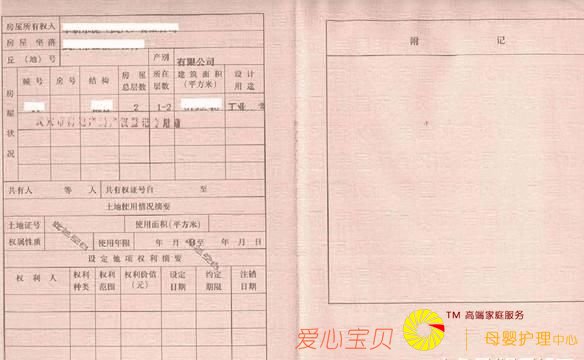 房屋所有权人
房屋坐落
丘（地）号 产别 有限公司
幢号 房号 结构 房屋总层数 所在层数 建筑面积（平方米） 设计用途
房屋状况
2 1-2 工业
共有人 等 人 共有权证号自 至
土地使用情况摘要
土地证号 使用面积（平方米）
权属性质 使用年限 年 月 日至 年 月 日
设定他项权利摘要
权利人 权利种类 权利范围 权利价值（元） 设定日期 约定期限 注销日期
附 记
爱心宝贝
TM 高端家庭服务
母婴护理中心